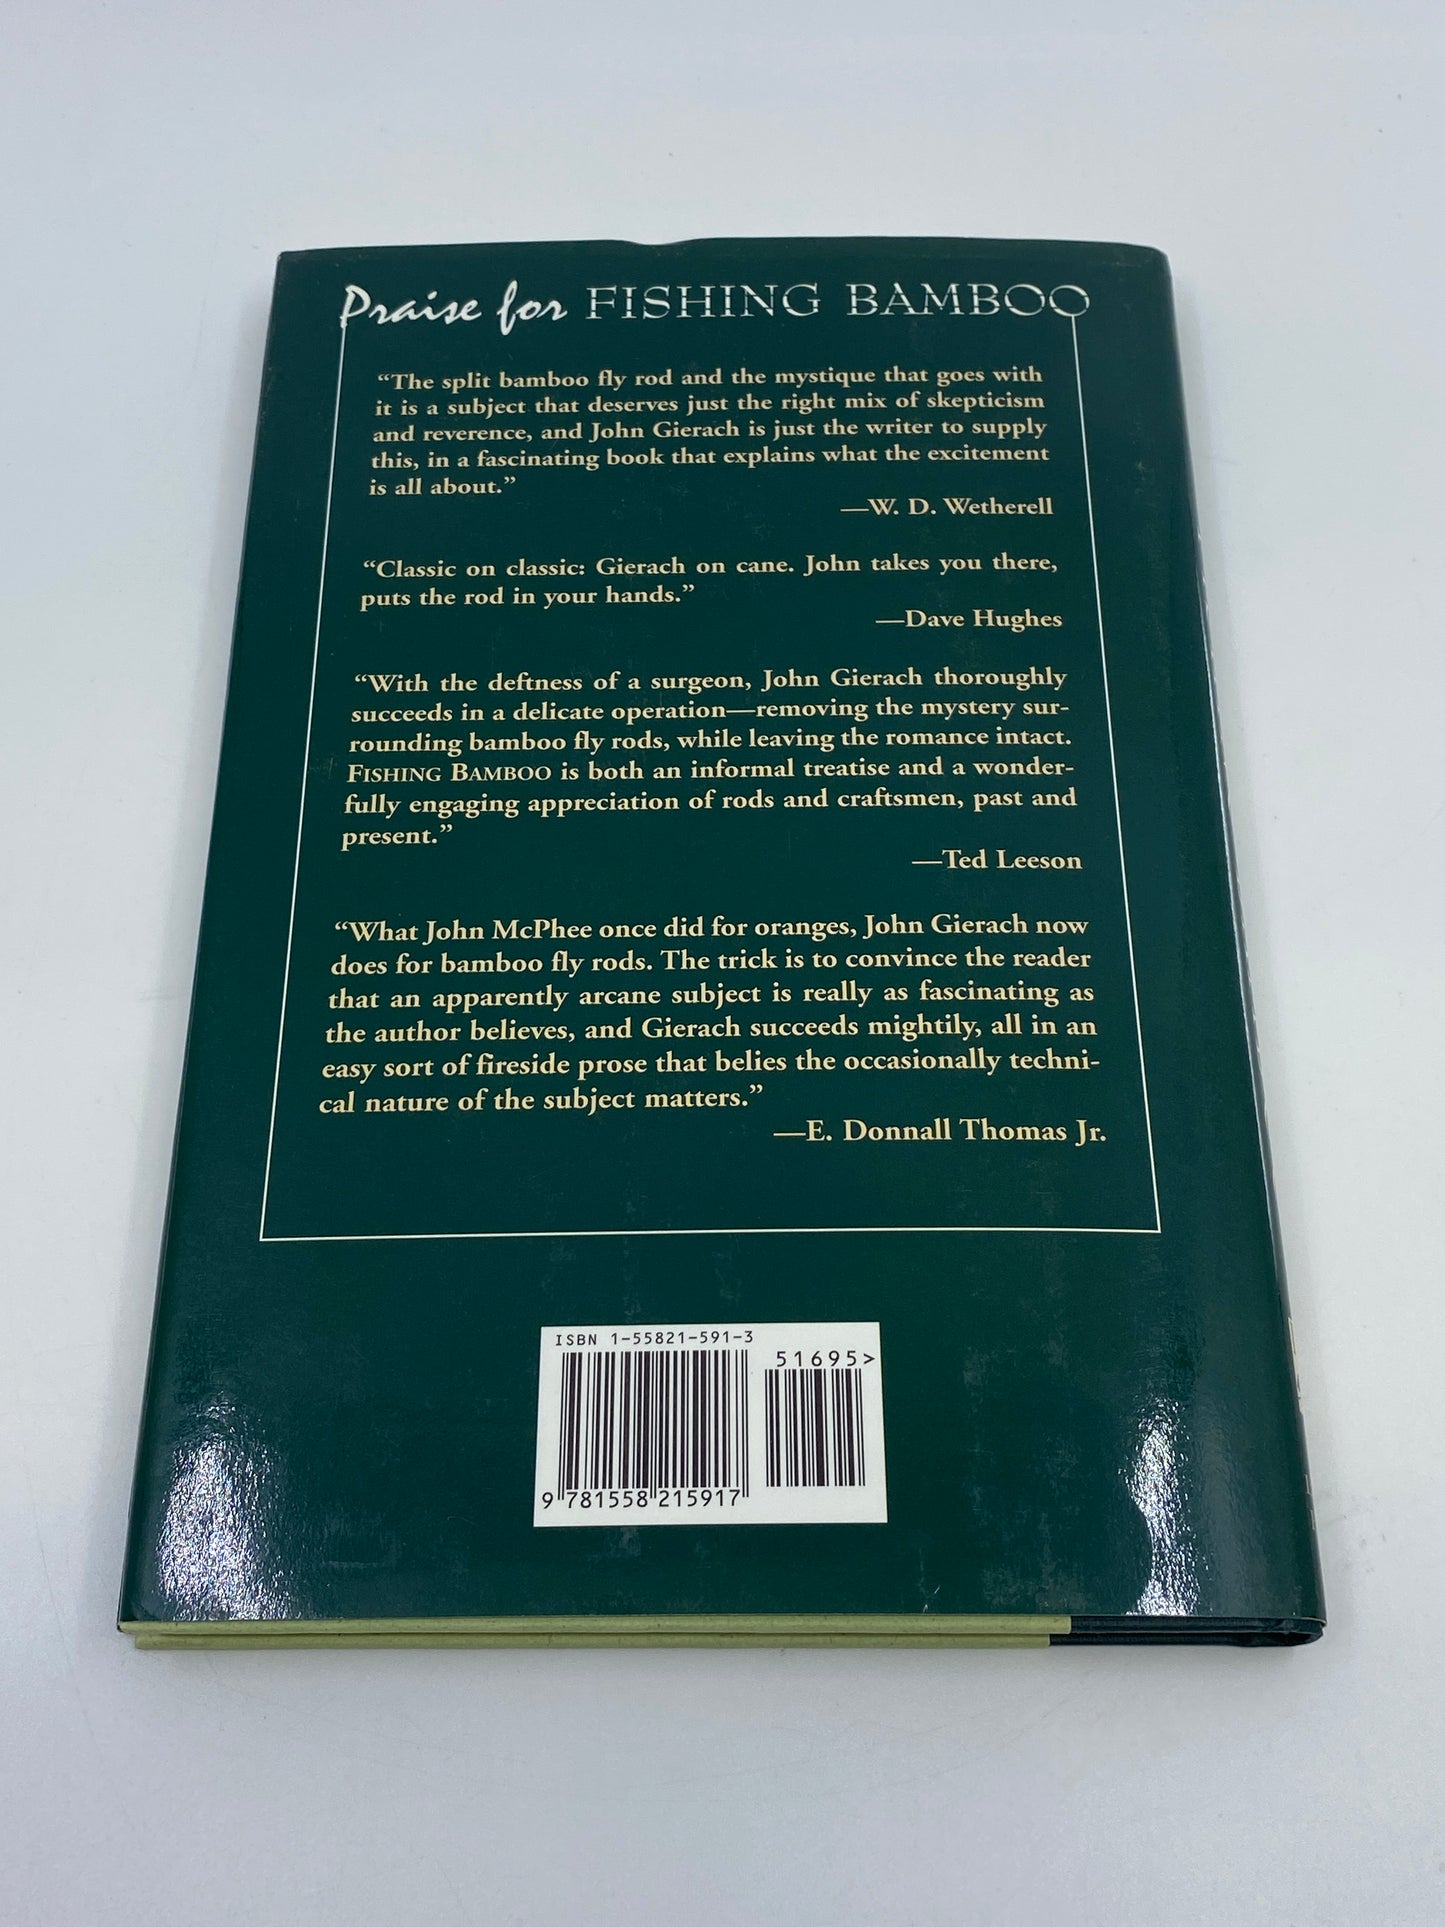 Praise for FISHING BAMBOO
“The split bamboo fly rod and the mystique that goes with
it is a subject that deserves just the right mix of skepticism
and reverence, and John Gierach is just the writer to supply
this, in a fascinating book that explains what the excitement
is all about.”
—W. D. Wetherell
“Classic on classic: Gierach on cane. John takes you there,
puts the rod in your hands.”
—Dave Hughes
“With the deftness of a surgeon, John Gierach thoroughly
succeeds in a delicate operation—removing the mystery sur-
rounding bamboo fly rods, while leaving the romance intact.
FISHING BAMBOO is both an informal treatise and a wonder-
fully engaging appreciation of rods and craftsmen, past and
present.”
—Ted Leeson
“What John McPhee once did for oranges, John Gierach now
does for bamboo fly rods. The trick is to convince the reader
that an apparently arcane subject is really as fascinating as
the author believes, and Gierach succeeds mightily, all in an
easy sort of fireside prose that belies the occasionally techni-
cal nature of the subject matters.”
—E. Donnall Thomas Jr.
ISBN 1-55821-591-3
51695>
9 781558 215917